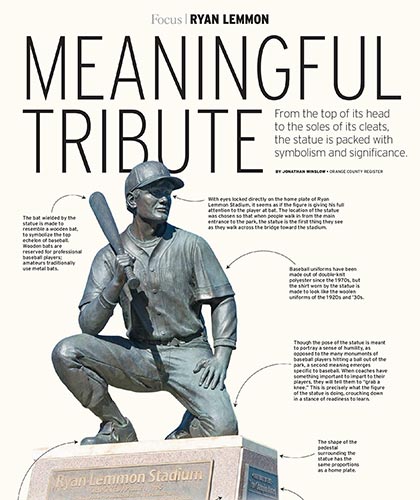 Focus | RYAN LEMMON
MEANINGFUL
TRIBUTE
From the top of its head
to the soles of its cleats,
the statue is packed with
symbolism and significance.
BY JONATHAN WINSLOW • ORANGE COUNTY REGISTER
With eyes locked directly on the home plate of Ryan
Lemmon Stadium, it seems as if the figure is giving his full
attention to the player at bat. The location of the statue
was chosen so that when people walk in from the main
entrance to the park, the statue is the first thing they see
as they walk across the bridge toward the stadium.
The bat wielded by the
statue is made to
resemble a wooden bat,
to symbolize the top
echelon of baseball.
Wooden bats are
reserved for professional
baseball players;
amateurs traditionally
use metal bats.
Baseball uniforms have been
made out of double-knit
polyester since the 1970s, but
the shirt worn by the statue is
made to look like the woolen
uniforms of the 1920s and '30s.
Though the pose of the statue is meant
to portray a sense of humility, as
opposed to the many monuments of
baseball players hitting a ball out of the
park, a second meaning emerges
specific to baseball. When coaches have
something important to impart to their
players, they will tell them to "grab a
knee." This is precisely what the figure
of the statue is doing, crouching down
in a stance of readiness to learn.
The shape of the
pedestal
surrounding the
statue has the
same proportions
as a home plate.
Ryan Lemmon Stadium